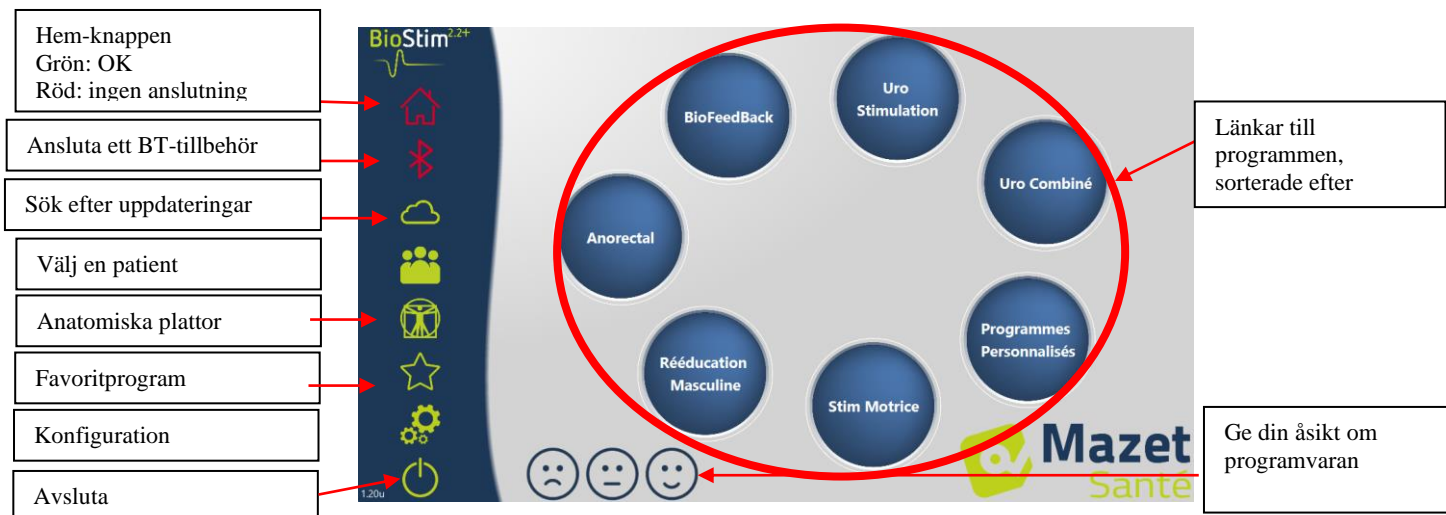 Hem-knappen
Grön: OK
Röd: ingen anslutning
Ansluta ett BT-tillbehör
Sök efter uppdateringar
Välj en patient
Anatomiska plattor
Favoritprogram
Konfiguration
Avsluta
BioStim2.2+
1.20u
BioFeedBack
Uro
Stimulation
Uro Combiné
Anorectal
Programmes
Personnalisés
Rééducation
Masculine
Stim Motrice
Mazet
Santé
Länkar till
programmen,
sorterade efter
Ge din åsikt om
programvaran